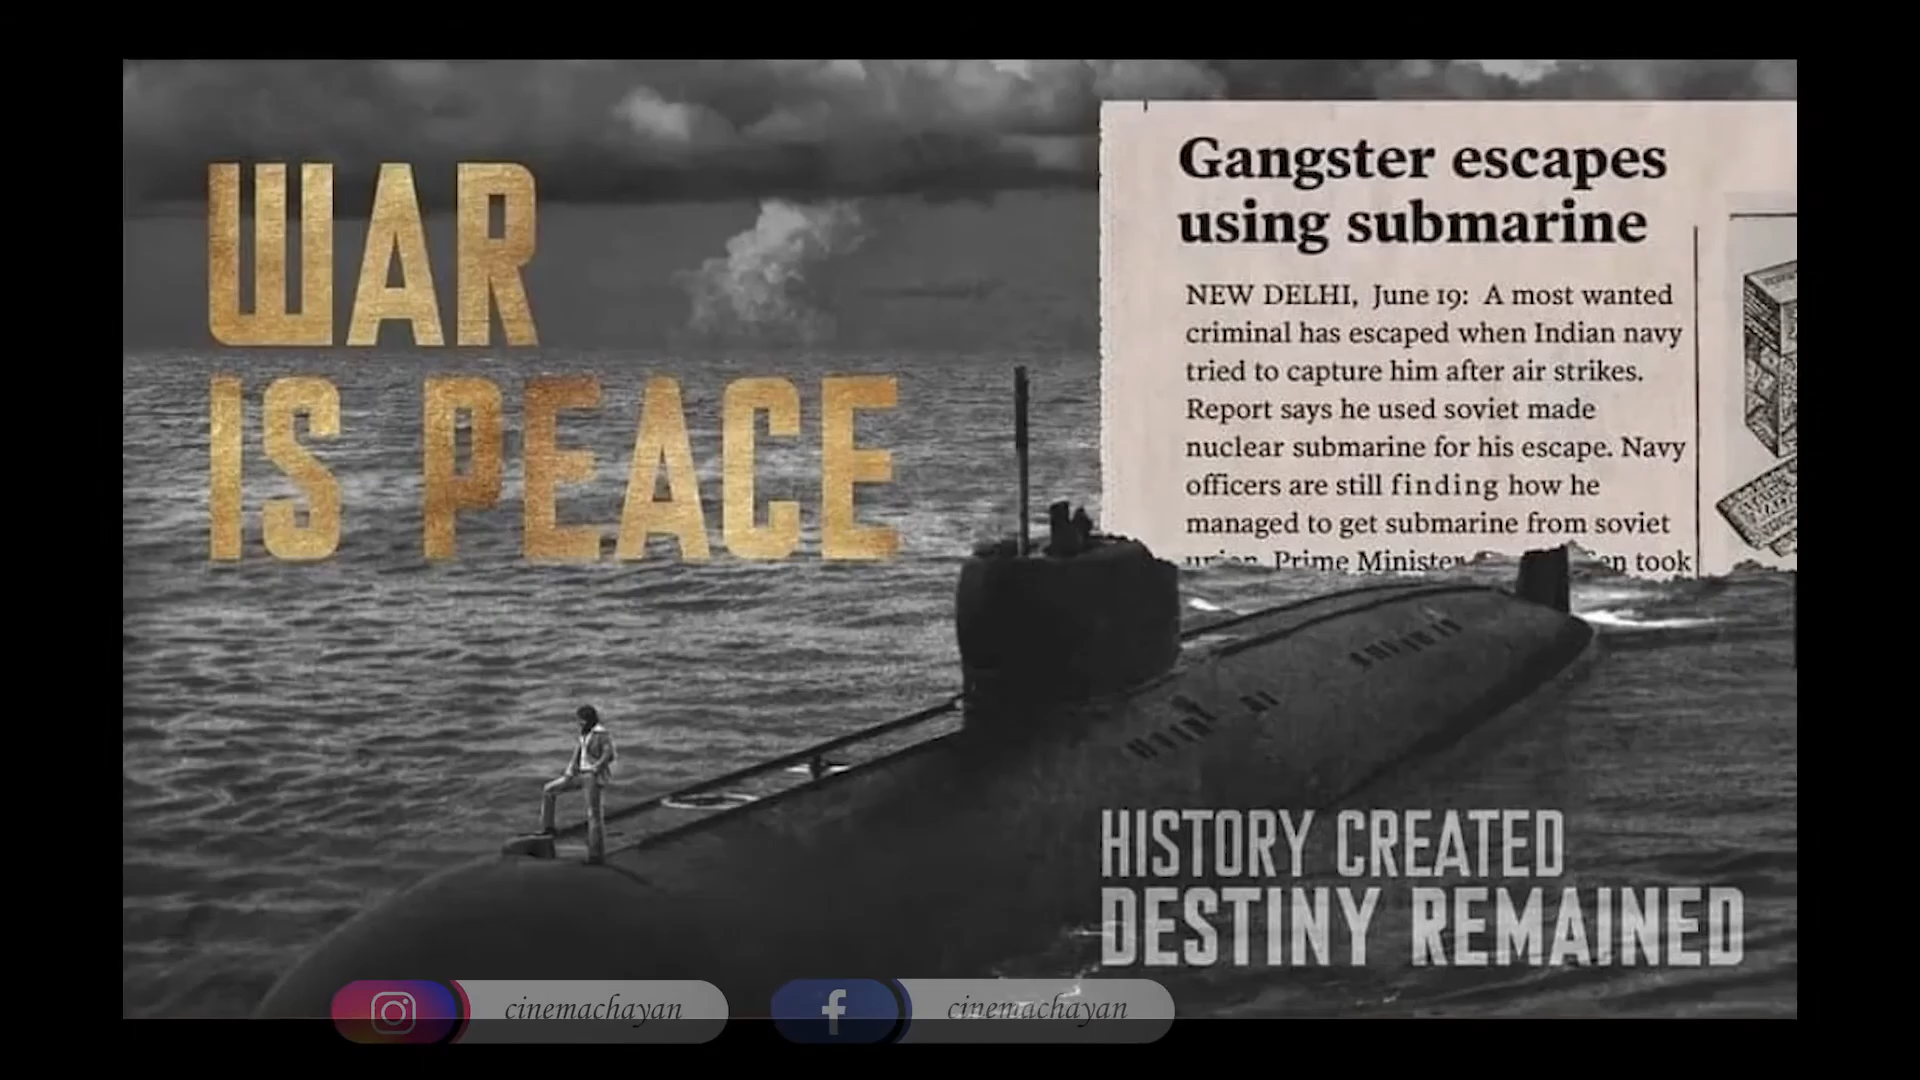 WAR
IS PEACE
Gangster escapes
using submarine
NEW DELHI, June 19: A most wanted
criminal has escaped when Indian navy
tried to capture him after air strikes.
Report says he used soviet made
nuclear submarine for his escape. Navy
officers are still finding how he
managed to get submarine from soviet
union. Prime Minister en took
HISTORY CREATED
DESTINY REMAINED
cinemachayan
cinemachayan